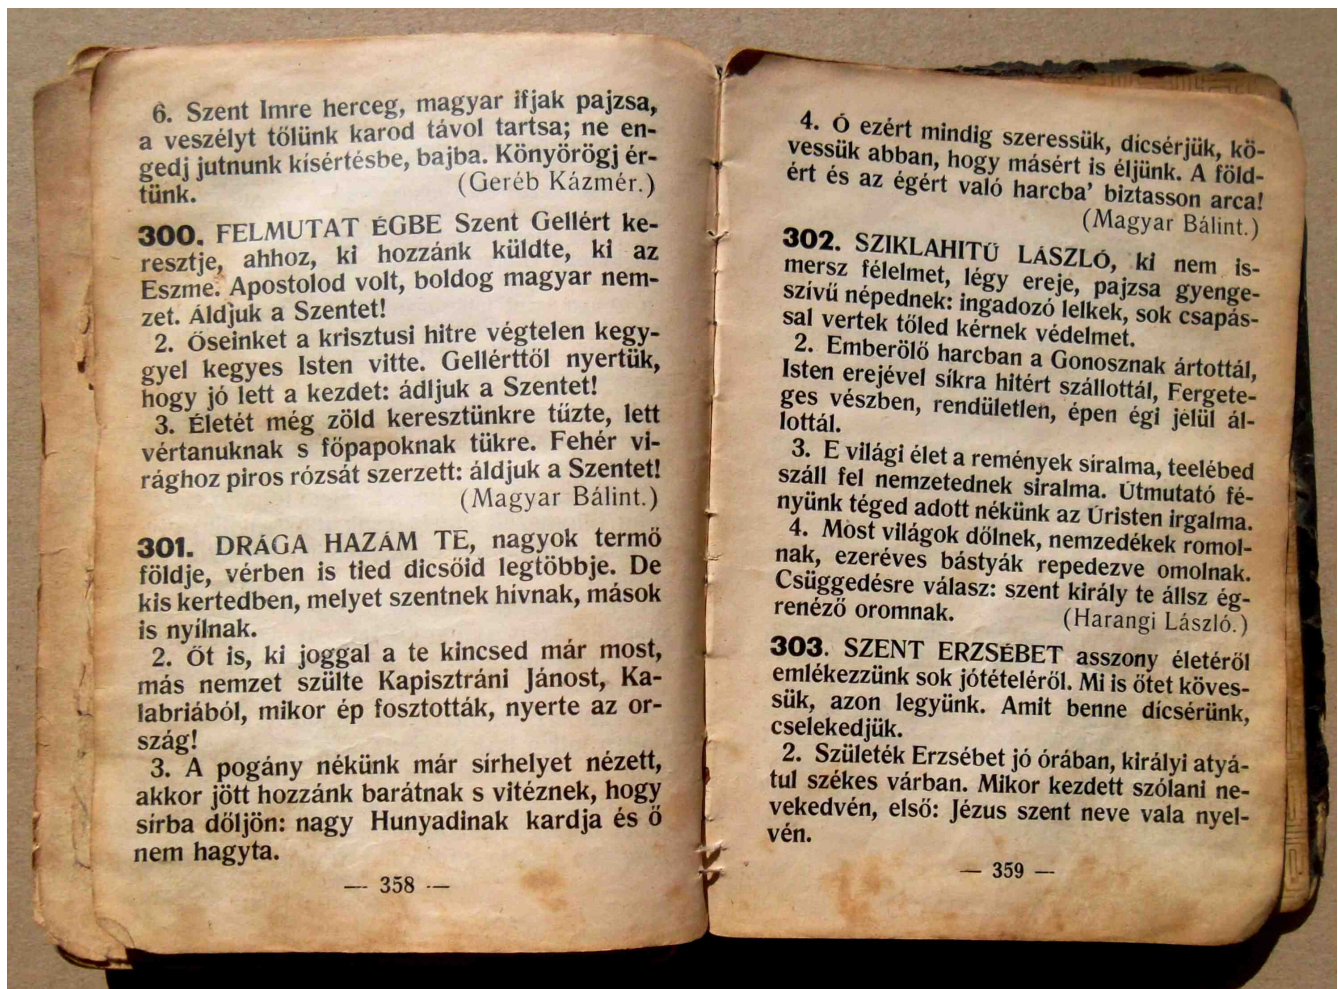 6. Szent Imre herceg, magyar ifjak pajzsa,
a veszélyt tőlünk karod távol tartsa; ne en-
gedj jutnunk kísértésbe, bajba. Könyörögj ér-
tünk. (Geréb Kázmér.)
300. FELMUTAT ÉGBE Szent Gellért ke-
resztje, ahhoz, ki hozzánk küldte, ki az
Eszme. Apostolod volt, boldog magyar nem-
zet. Áldjuk a Szentet!
2. Őseinket a krisztusi hitre végtelen kegy-
gyel kegyes Isten vitte. Gellérttől nyertük,
hogy jó lett a kezdet: ádljuk a Szentet!
3. Életét még zöld keresztünkre tűzte, lett
vértanuknak s főpapoknak tükre. Fehér vi-
rághoz piros rózsát szerzett: áldjuk a Szentet!
(Magyar Bálint.)
301. DRÁGA HAZÁM TE, nagyok termő
földje, vérben is tied dicsőid legtöbbje. De
kis kertedben, melyet szentnek hívnak, mások
is nyílnak.
2. Őt is, ki joggal a te kincsed már most,
más nemzet szülte Kapisztráni Jánost, Ka-
labriából, mikor ép fosztották, nyerte az or-
szág!
3. A pogány nékünk már sírhelyet nézett,
akkor jött hozzánk barátnak s vitéznek, hogy
sírba dőljön: nagy Hunyadinak kardja és ő
nem hagyta.
— 358 —
4. Ó ezért mindig szeressük, dícsérjük, kö-
vessük abban, hogy másért is éljünk. A föld-
ért és az égért való harcba' biztasson arca!
(Magyar Bálint.)
302. SZIKLAHITŰ LÁSZLÓ, ki nem is-
mersz félelmet, légy ereje, pajzsa gyenge-
szívű népednek: ingadozó lelkek, sok csapás-
sal vertek tőled kérnek védelmet.
2. Emberölő harcban a Gonosznak ártottál,
Isten erejével síkra hitért szállottál, Fergete-
ges vészben, rendületlen, épen égi jélül ál-
lottál.
3. E világi élet a remények síralma, teelébed
száll fel nemzetednek siralma. Útmutató fé-
nyünk téged adott nékünk az Úristen irgalma.
4. Most világok dőlnek, nemzedékek romol-
nak, ezeréves bástyák repedezve omolnak.
Csüggedésre válasz: szent király te állsz ég-
renéző oromnak. (Harangi László.)
303. SZENT ERZSÉBET asszony életéről
emlékezzünk sok jótételéről. Mi is őtet köves-
sük, azon legyünk. Amit benne dícsérünk,
cselekedjük.
2. Születék Erzsébet jó órában, királyi atyá-
tul székes várban. Mikor kezdett szólani ne-
vekedvén, első: Jézus szent neve vala nyel-
vén.
— 359 —